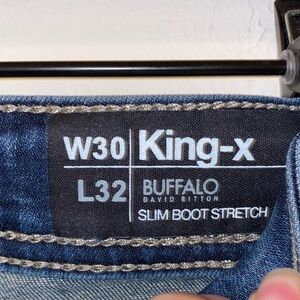 W30 King-x
L32 BUFFALO
DAVID BITTON
SLIM BOOT STRETCH